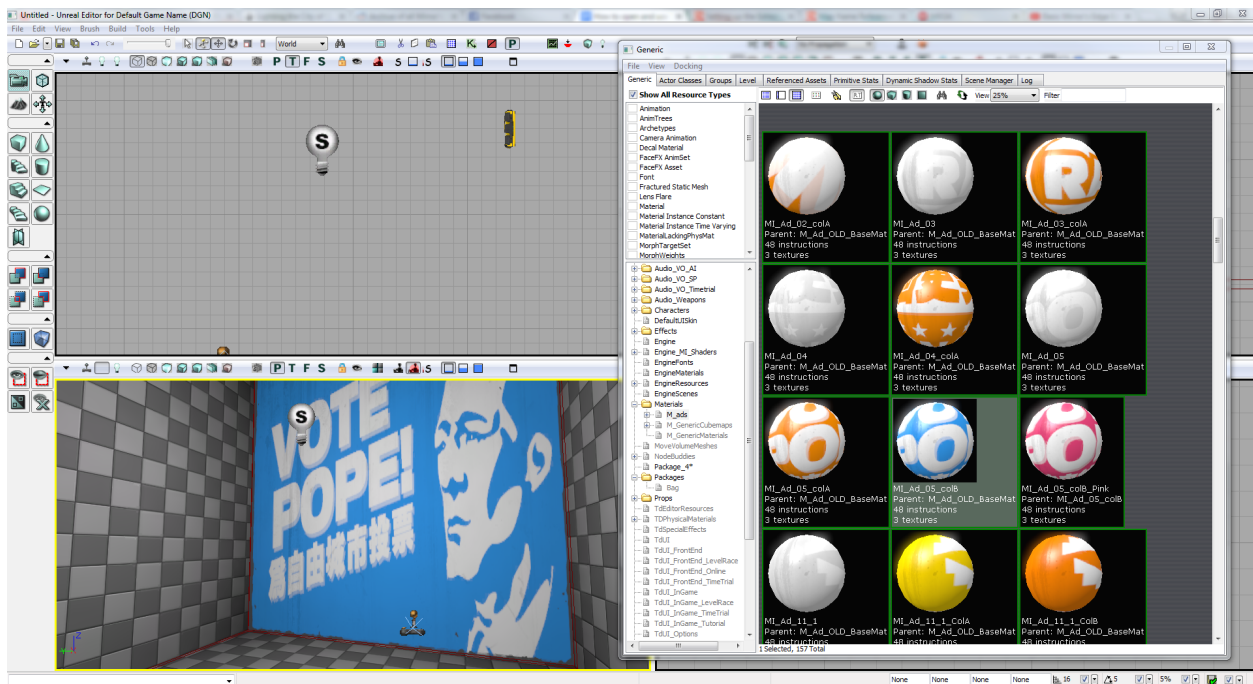 Untitled - Unreal Editor for Default Game Name (DGN)
File Edit View Brush Build Tools Help
World
P T F S
S
S
P T F S
VOTE
POPE!
為自由城市投票
S
Z
Generic
File View Docking
Generic Actor Classes Groups Level Referenced Assets Primitive Stats Dynamic Shadow Stats Scene Manager Log
Show All Resource Types
View 25% Filter
Animation
AnimTrees
Archetypes
Camera Animation
Decal Material
FaceFX AnimSet
FaceFX Asset
Font
Fractured Static Mesh
Lens Flare
Material
Material Instance Constant
Material Instance Time Varying
MaterialLackingPhysMat
MorphTargetSet
MorphWeights
Audio_VO_AI
Audio_VO_SP
Audio_VO_Timetrial
Audio_Weapons
Characters
DefaultUISkin
Effects
Engine
Engine_MI_Shaders
EngineFonts
EngineMaterials
EngineResources
EngineScenes
Materials
M_ads
M_GenericCubemaps
M_GenericMaterials
MoveVolumeMeshes
NodeBuddies
Package_4*
Packages
Bag
Props
TdEditorResources
TDPhysicalMaterials
TdSpecialEffects
TdUI
TdUI_FrontEnd
TdUI_FrontEnd_LevelRace
TdUI_FrontEnd_Online
TdUI_FrontEnd_TimeTrial
TdUI_InGame
TdUI_InGame_LevelRace
TdUI_InGame_TimeTrial
TdUI_InGame_Tutorial
TdUI_Options
MI_Ad_02_colA
Parent: M_Ad_OLD_BaseMat
48 instructions
3 textures
MI_Ad_03
Parent: M_Ad_OLD_BaseMat
48 instructions
3 textures
MI_Ad_03_colA
Parent: M_Ad_OLD_BaseMat
48 instructions
3 textures
MI_Ad_04
Parent: M_Ad_OLD_BaseMat
48 instructions
3 textures
MI_Ad_04_colA
Parent: M_Ad_OLD_BaseMat
48 instructions
3 textures
MI_Ad_05
Parent: M_Ad_OLD_BaseMat
48 instructions
3 textures
MI_Ad_05_colA
Parent: M_Ad_OLD_BaseMat
48 instructions
3 textures
MI_Ad_05_colB
Parent: M_Ad_OLD_BaseMat
48 instructions
3 textures
MI_Ad_05_colB_Pink
Parent: MI_Ad_05_colB
48 instructions
3 textures
MI_Ad_11_1
Parent: M_Ad_OLD_BaseMat
48 instructions
MI_Ad_11_1_ColA
Parent: M_Ad_OLD_BaseMat
48 instructions
MI_Ad_11_1_ColB
Parent: M_Ad_OLD_BaseMat
48 instructions
1 Selected, 157 Total
None None None None 16 5 5%